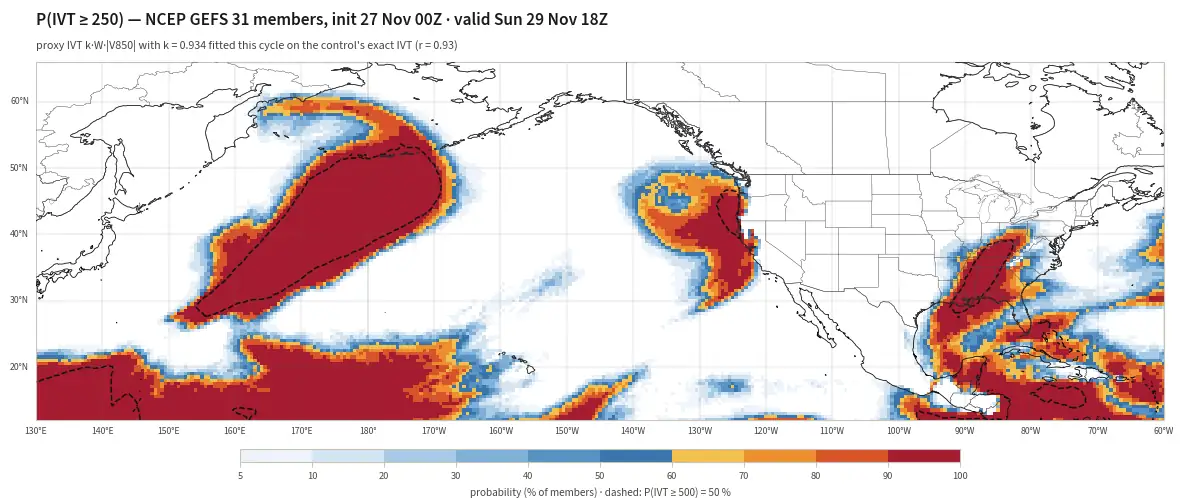 P(IVT ≥ 250) — NCEP GEFS 31 members, init 27 Nov 00Z · valid Sun 29 Nov 18Z
proxy IVT k·W·|V850| with k = 0.934 fitted this cycle on the control's exact IVT (r = 0.93)
60°N
50°N
40°N
30°N
20°N
130°E 140°E 150°E 160°E 170°E 180° 170°W 160°W 150°W 140°W 130°W 120°W 110°W 100°W 90°W 80°W 70°W 60°W
5 10 20 30 40 50 60 70 80 90 100
probability (% of members) · dashed: P(IVT ≥ 500) = 50 %